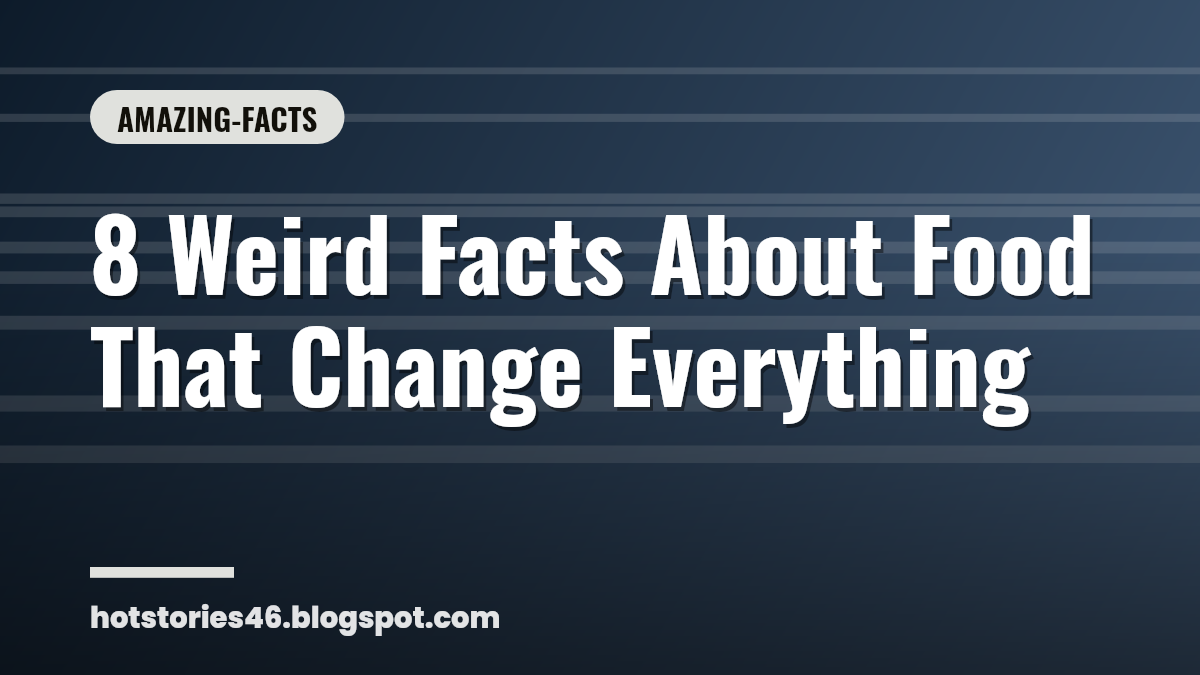 AMAZING-FACTS
8 Weird Facts About Food
That Change Everything
hotstories46.blogspot.com